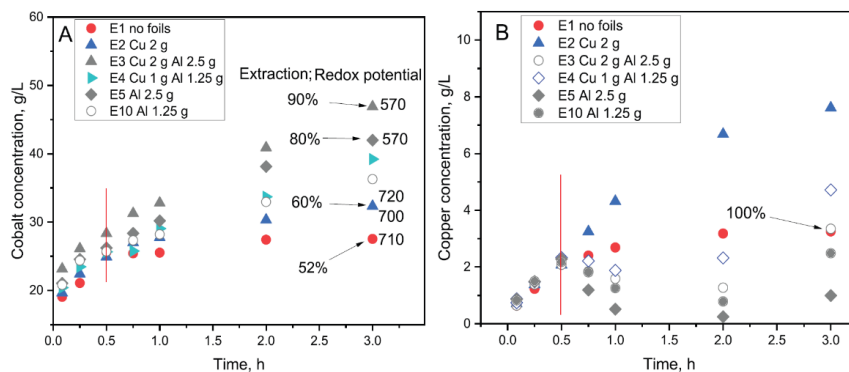 A
E1 no foils
E2 Cu 2 g
E3 Cu 2 g Al 2.5 g
E4 Cu 1 g Al 1.25 g
E5 Al 2.5 g
E10 Al 1.25 g
Extraction; Redox potential
90%
570
80%
570
60%
720
700
52%
710
Cobalt concentration, g/L
60
50
40
30
20
0.0 0.5 1.0 1.5 2.0 2.5 3.0
Time, h
B
E1 no foils
E2 Cu 2 g
E3 Cu 2 g Al 2.5 g
E4 Cu 1 g Al 1.25 g
E5 Al 2.5 g
E10 Al 1.25 g
100%
Copper concentration, g/L
10
8
6
4
2
0
0.0 0.5 1.0 1.5 2.0 2.5 3.0
Time, h